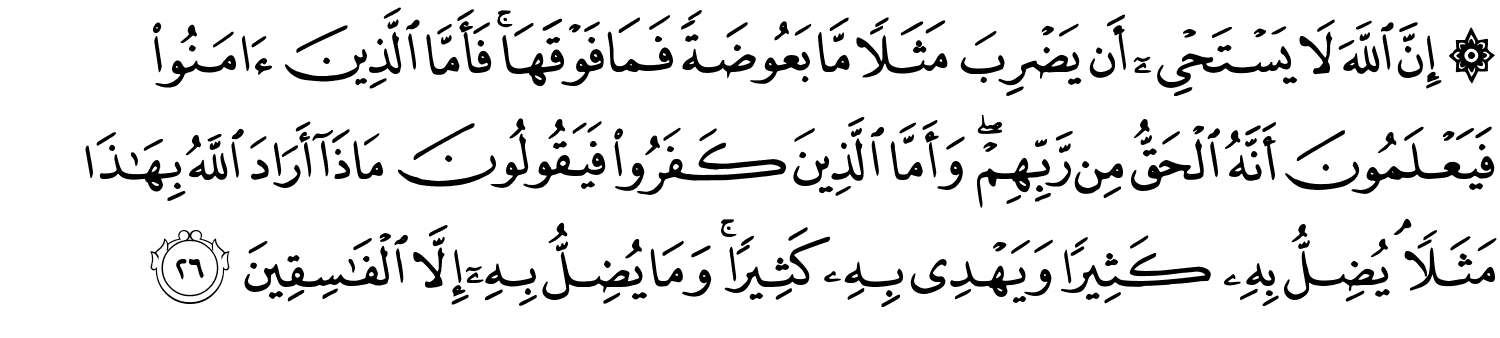 ۞ إِنَّ ٱللَّهَ لَا يَسْتَحْىِۦٓ أَن يَضْرِبَ مَثَلًا مَّا بَعُوضَةً فَمَا فَوْقَهَا ۚ فَأَمَّا ٱلَّذِينَ ءَامَنُوا۟
فَيَعْلَمُونَ أَنَّهُ ٱلْحَقُّ مِن رَّبِّهِمْ ۖ وَأَمَّا ٱلَّذِينَ كَفَرُوا۟ فَيَقُولُونَ مَاذَآ أَرَادَ ٱللَّهُ بِهَـٰذَا
مَثَلًا ۘ يُضِلُّ بِهِۦ كَثِيرًا وَيَهْدِى بِهِۦ كَثِيرًا ۚ وَمَا يُضِلُّ بِهِۦٓ إِلَّا ٱلْفَـٰسِقِينَ ٢٦